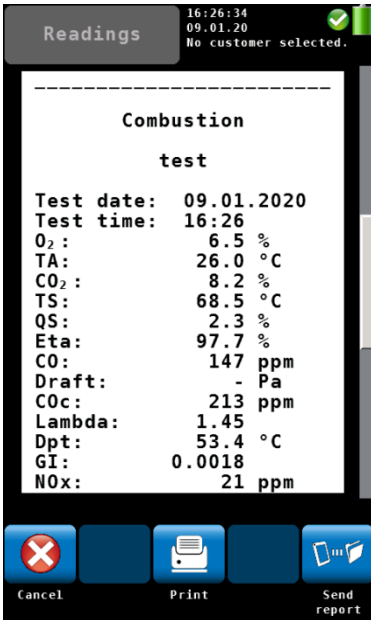 Readings
16:26:34
09.01.20
No customer selected.
Combustion
test
Test date: 09.01.2020
Test time: 16:26
O₂: 6.5 %
TA: 26.0 °C
CO₂: 8.2 %
TS: 68.5 °C
QS: 2.3 %
Eta: 97.7 %
CO: 147 ppm
Draft: - Pa
COc: 213 ppm
Lambda: 1.45
Dpt: 53.4 °C
GI: 0.0018
NOx: 21 ppm
Cancel
Print
Send
report